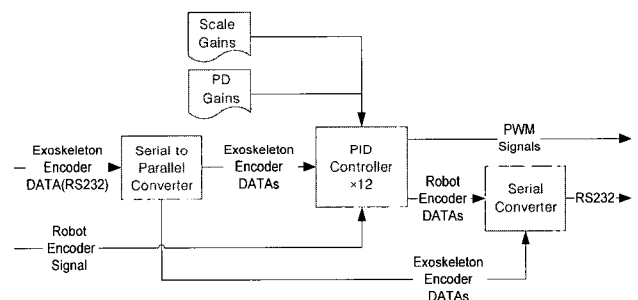 Scale
Gains
PD
Gains
Exoskeleton
Encoder
DATA(RS232)
Serial to
Parallel
Converter
Exoskeleton
Encoder
DATAs
PID
Controller
×12
PWM
Signals
Robot
Encoder
DATAs
Serial
Converter
RS232
Robot
Encoder
Signal
Exoskeleton
Encoder
DATAs